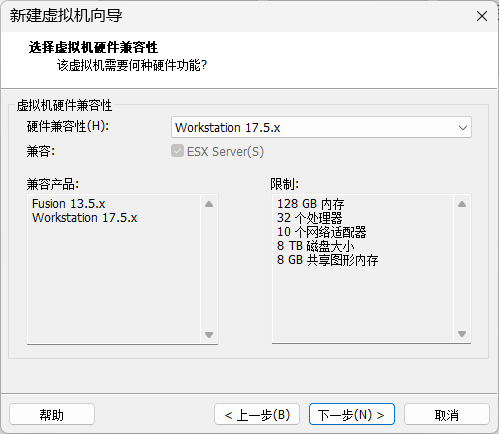 新建虚拟机向导
选择虚拟机硬件兼容性
该虚拟机需要何种硬件功能?
虚拟机硬件兼容性
硬件兼容性(H):
Workstation 17.5.x
兼容:
ESX Server(S)
兼容产品:
Fusion 13.5.x
Workstation 17.5.x
限制:
128 GB 内存
32 个处理器
10 个网络适配器
8 TB 磁盘大小
8 GB 共享图形内存
帮助
< 上一步(B)
下一步(N) >
取消